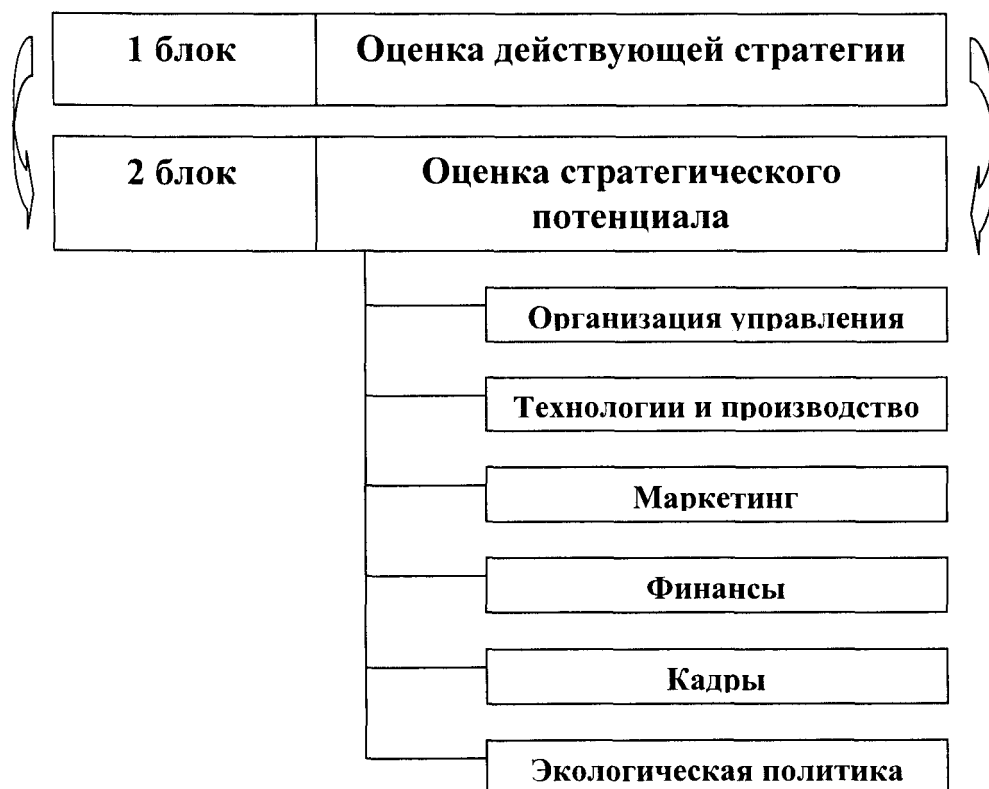 1 блок Оценка действующей стратегии
2 блок Оценка стратегического
потенциала
Организация управления
Технологии и производство
Маркетинг
Финансы
Кадры
Экологическая политика